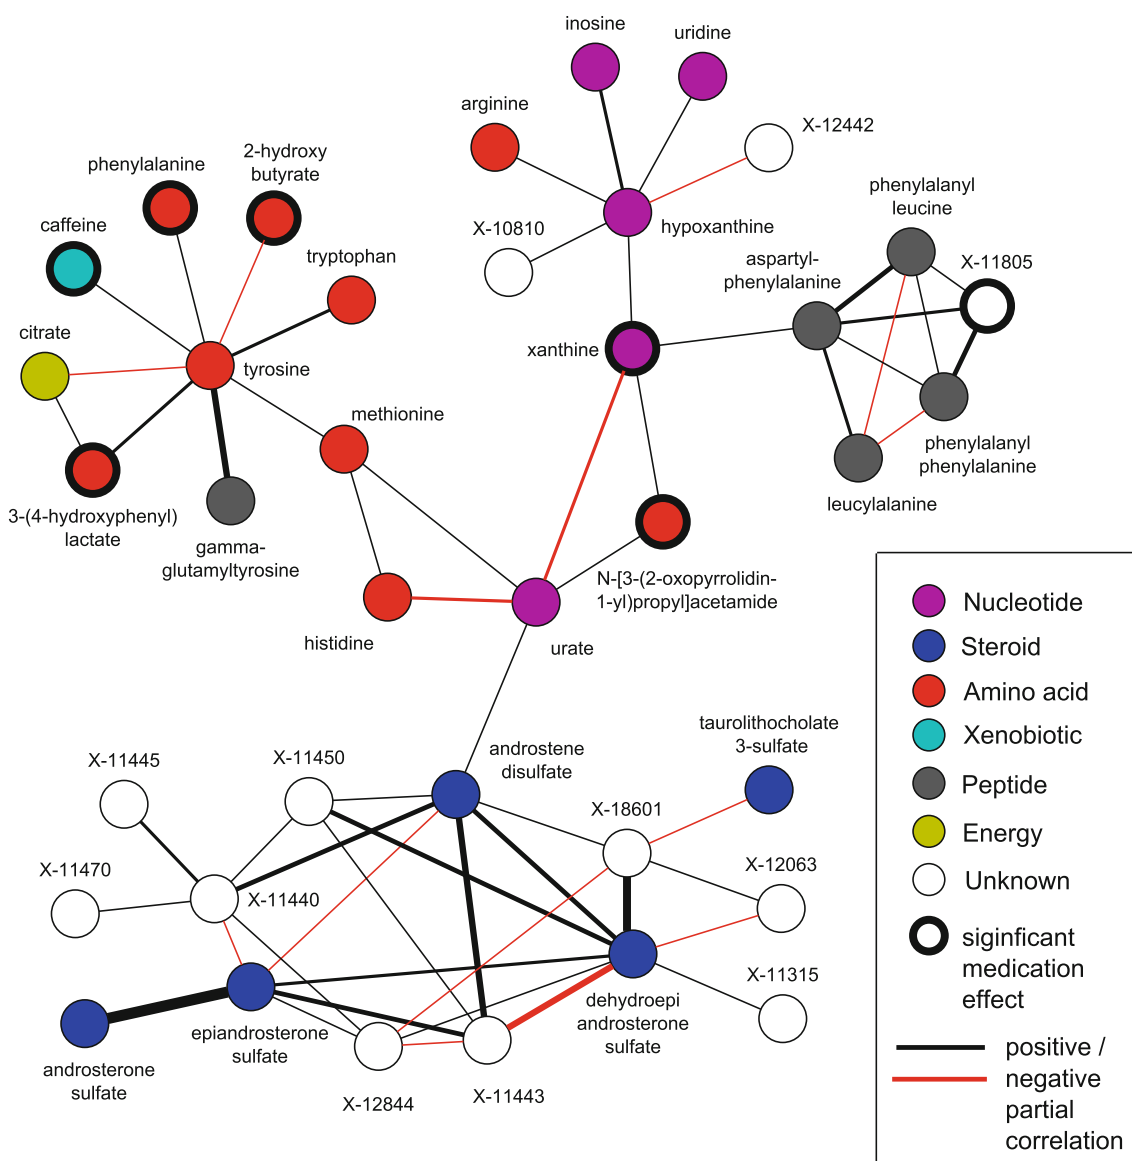 inosine
uridine
arginine
X-12442
2-hydroxy
butyrate
phenylalanine
phenylalanyl
leucine
caffeine
X-10810
hypoxanthine
tryptophan
aspartyl-
phenylalanine
X-11805
citrate
xanthine
tyrosine
methionine
phenylalanyl
phenylalanine
leucylalanine
3-(4-hydroxyphenyl)
lactate
gamma-
glutamyltyrosine
N-[3-(2-oxopyrrolidin-
1-yl)propyl]acetamide
histidine
urate
androstene
disulfate
taurolithocholate
3-sulfate
X-11445
X-11450
X-18601
X-12063
X-11470
X-11440
X-11315
dehydroepi
androsterone
sulfate
epiandrosterone
sulfate
androsterone
sulfate
X-12844
X-11443
Nucleotide
Steroid
Amino acid
Xenobiotic
Peptide
Energy
Unknown
siginficant
medication
effect
positive /
negative
partial
correlation